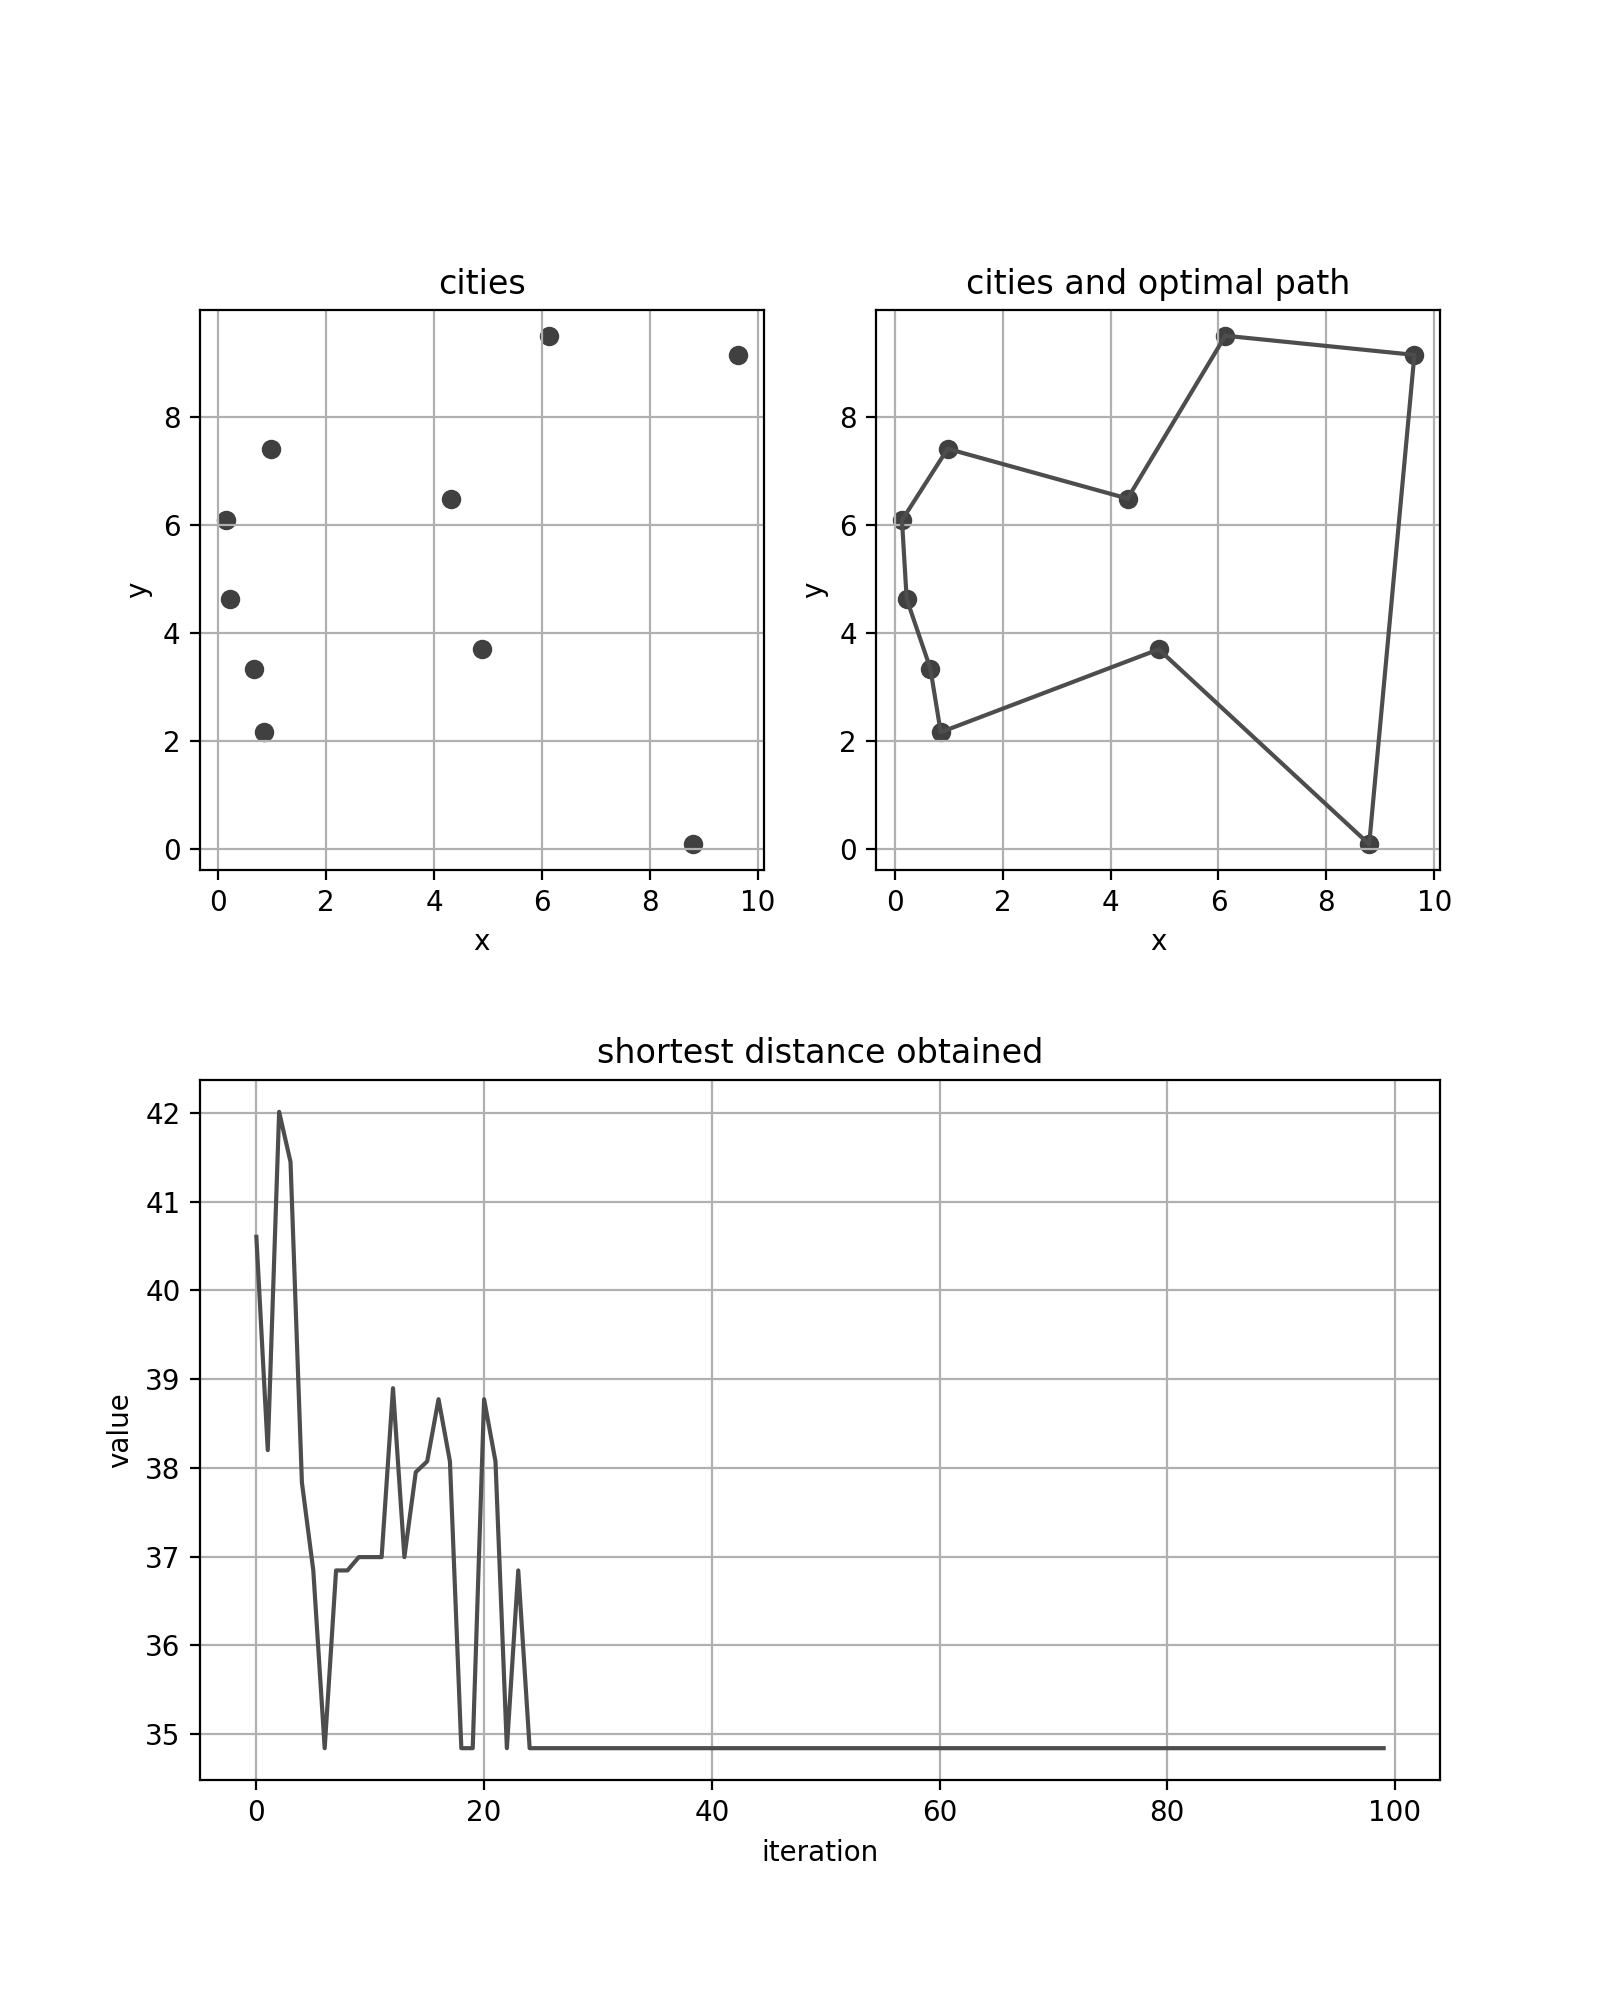 cities
8
6
4
2
0
y
0 2 4 6 8 10
x
cities and optimal path
8
6
4
2
0
y
0 2 4 6 8 10
x
shortest distance obtained
42
41
40
39
38
37
36
35
value
0 20 40 60 80 100
iteration